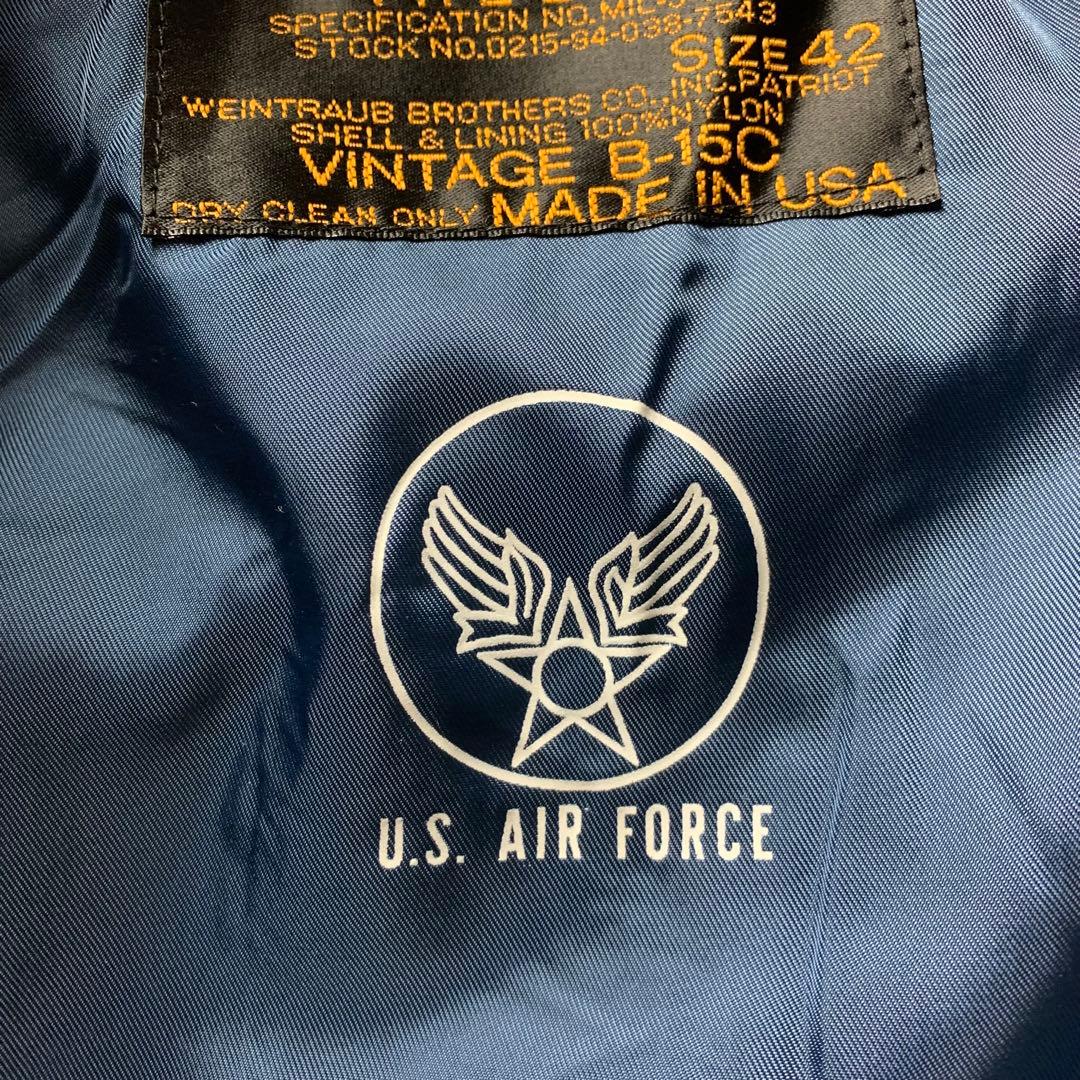 SPECIFICATION NO.MIL
STOCK NO.0215-94-038-7543
SIZE 42
WEINTRAUB BROTHERS CO.,INC.PATRIOT
SHELL & LINING 100%NYLON
VINTAGE B-15C
DRY CLEAN ONLY MADE IN USA
U.S. AIR FORCE